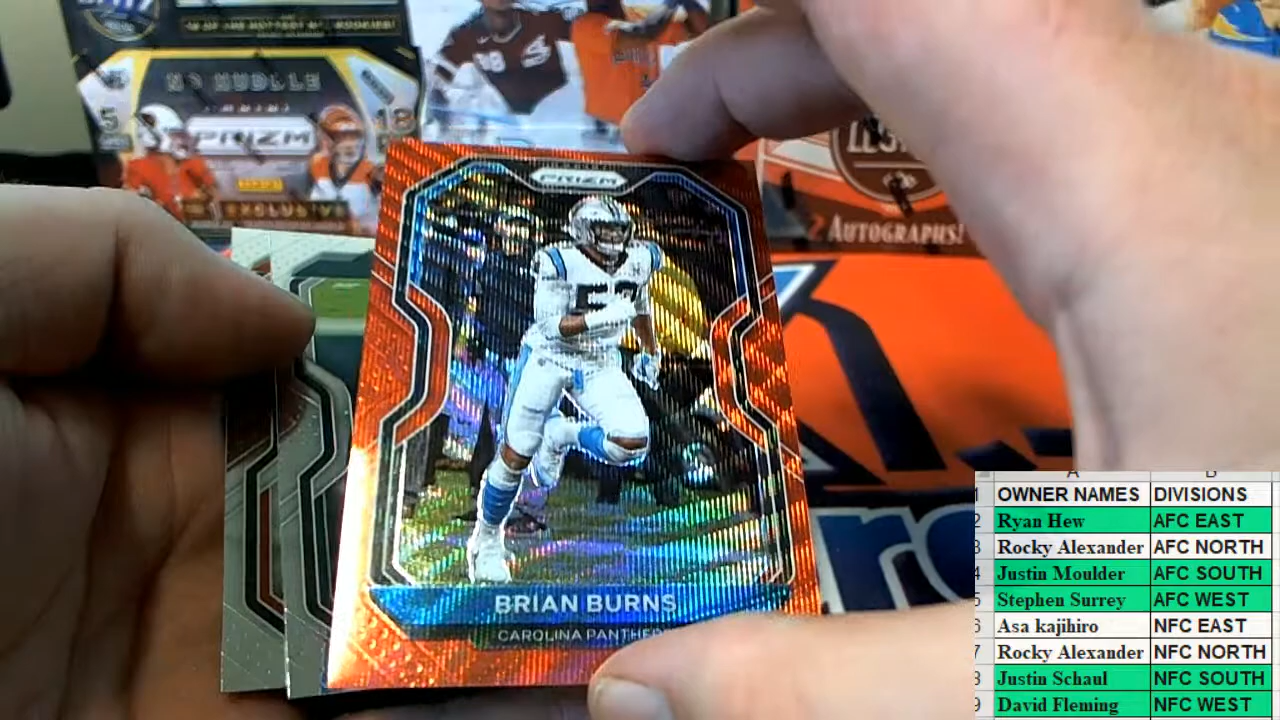 NO HUDDLE
PANINI
PRIZM
EXCLUSIVE
AUTOGRAPHS!
PRIZM
53
BRIAN BURNS
CAROLINA
A
1 OWNER NAMES DIVISIONS
2 Ryan Hew AFC EAST
3 Rocky Alexander AFC NORTH
4 Justin Moulder AFC SOUTH
5 Stephen Surrey AFC WEST
6 Asa kajihiro NFC EAST
7 Rocky Alexander NFC NORTH
8 Justin Schaul NFC SOUTH
9 David Fleming NFC WEST